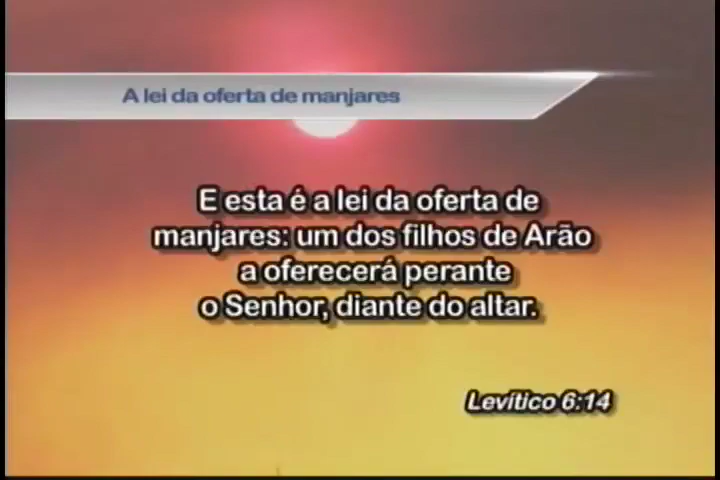 A lei da oferta de manjares
E esta é a lei da oferta de
manjares: um dos filhos de Arão
a oferecerá perante
o Senhor, diante do altar.
Levítico 6:14